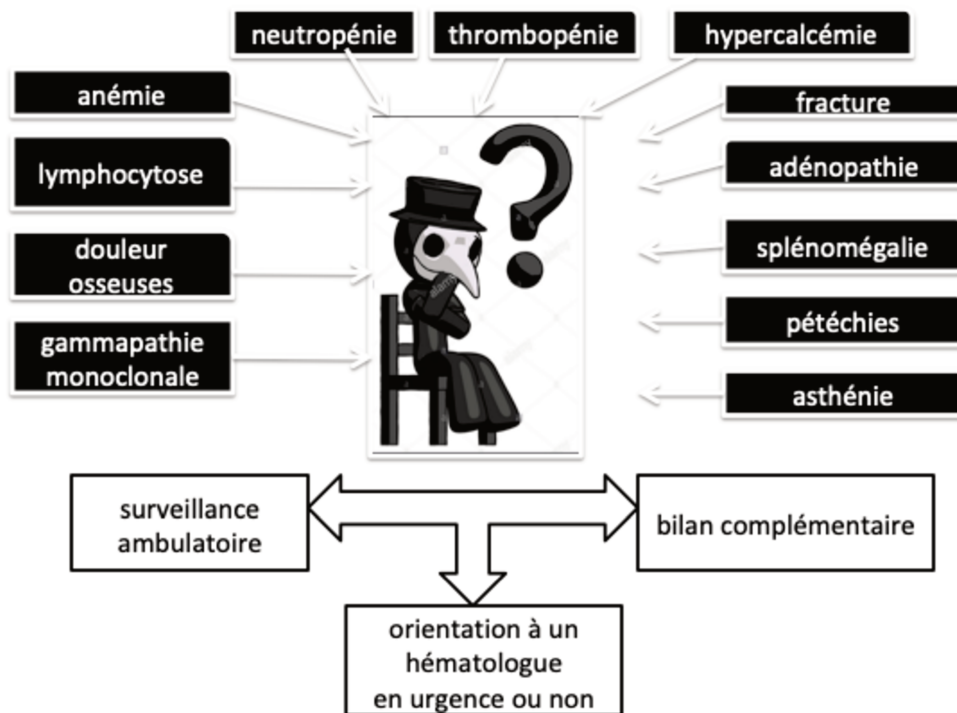 neutropénie
thrombopénie
hypercalcémie
anémie
fracture
lymphocytose
adénopathie
douleur
osseuses
splénomégalie
gammapathie
monoclonale
pétéchies
asthénie
surveillance
ambulatoire
bilan complémentaire
orientation à un
hématologue
en urgence ou non